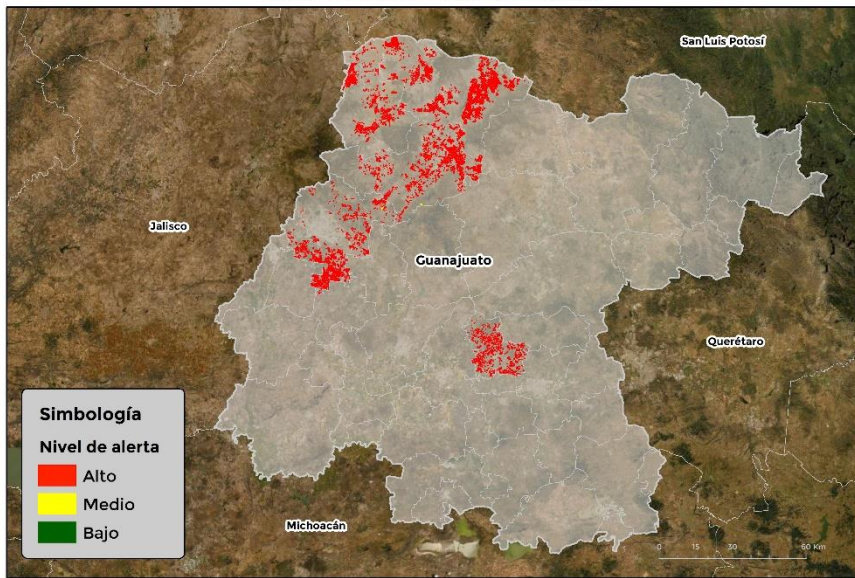 San Luis Potosí
Jalisco
Guanajuato
Querétaro
Michoacán
Simbología
Nivel de alerta
Alto
Medio
Bajo
0 15 30 60 Km